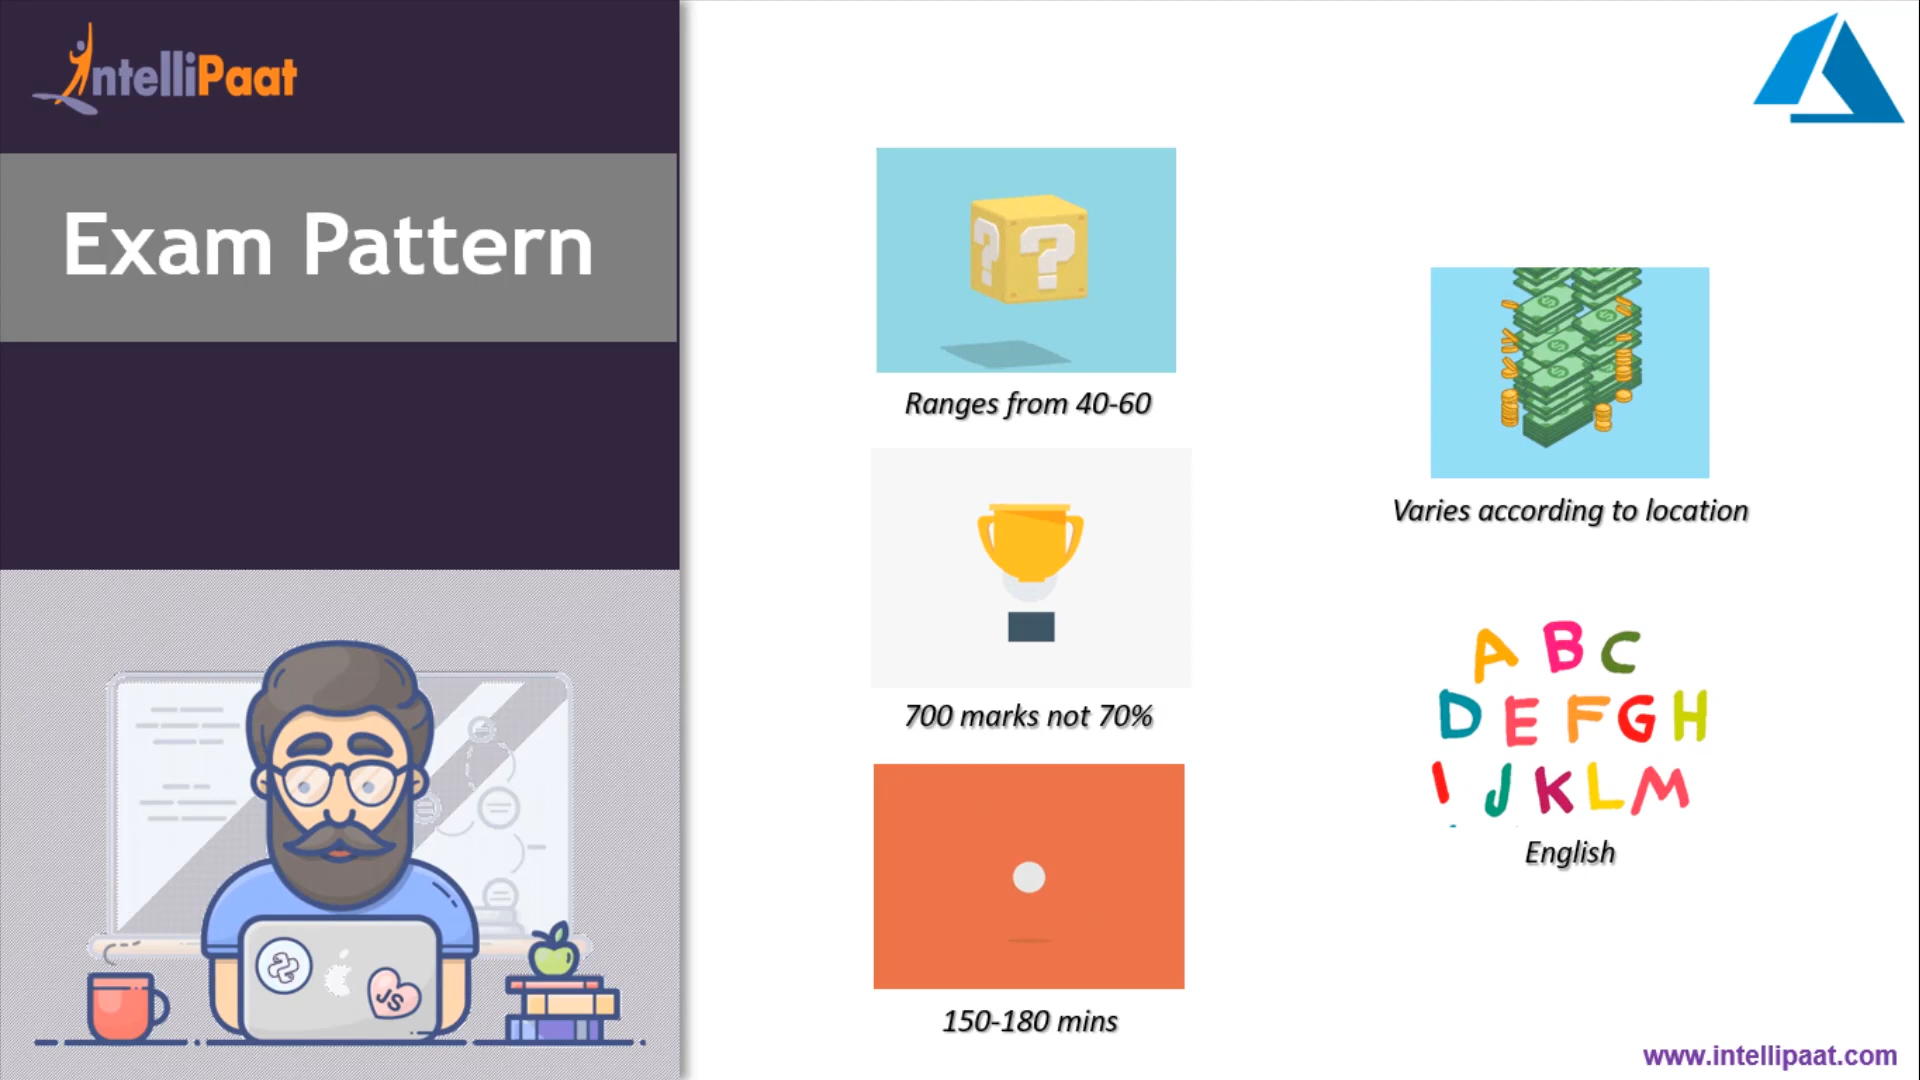 IntelliPaat
Exam Pattern
? ?
Ranges from 40-60
700 marks not 70%
150-180 mins
Varies according to location
A B C
D E F G H
I J K L M
English
JS
www.intellipaat.com